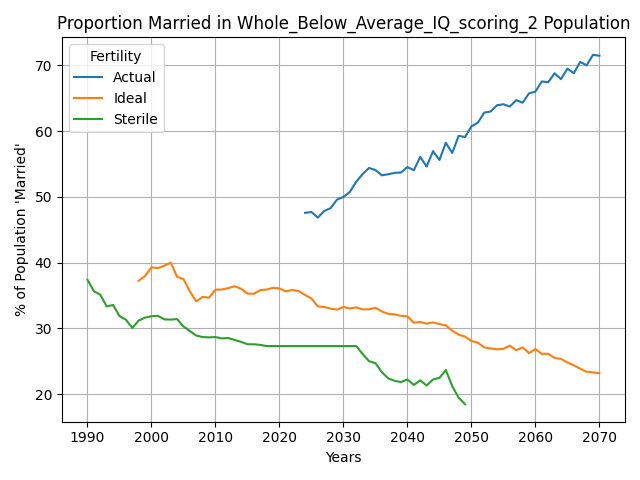 Proportion Married in Whole_Below_Average_IQ_scoring_2 Population
Fertility
Actual
Ideal
Sterile
% of Population 'Married'
70
60
50
40
30
20
1990 2000 2010 2020 2030 2040 2050 2060 2070
Years